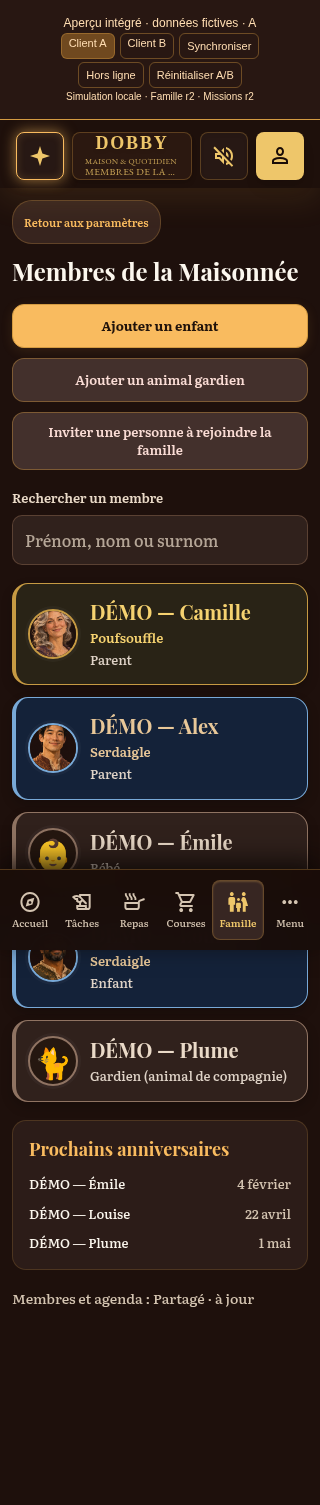 Aperçu intégré · données fictives · A
Client A
Client B
Synchroniser
Hors ligne
Réinitialiser A/B
Simulation locale · Famille r2 · Missions r2
DOBBY
MAISON & QUOTIDIEN
MEMBRES DE LA ...
Retour aux paramètres
Membres de la Maisonnée
Ajouter un enfant
Ajouter un animal gardien
Inviter une personne à rejoindre la
famille
Rechercher un membre
Prénom, nom ou surnom
DÉMO — Camille
Poufsouffle
Parent
DÉMO — Alex
Serdaigle
Parent
DÉMO — Émile
Bébé
Accueil
Tâches
Repas
Courses
Famille
Menu
Serdaigle
Enfant
DÉMO — Plume
Gardien (animal de compagnie)
Prochains anniversaires
DÉMO — Émile
4 février
DÉMO — Louise
22 avril
DÉMO — Plume
1 mai
Membres et agenda : Partagé · à jour